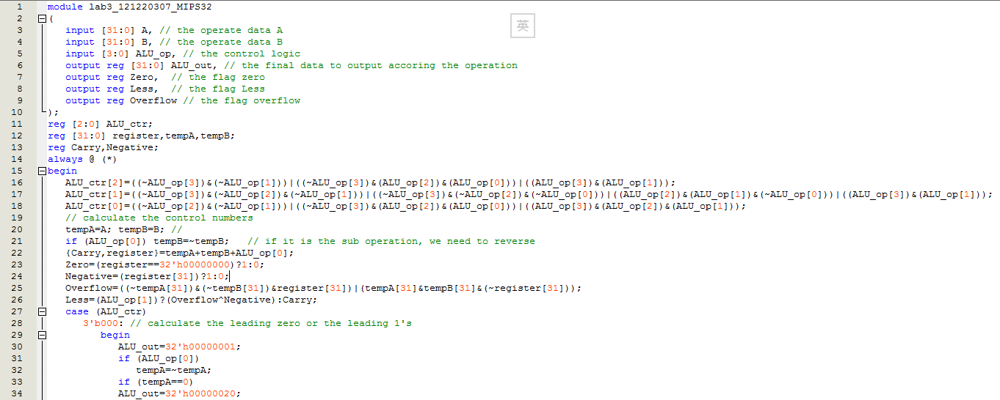 1 module lab3_121220307_MIPS32
2 (
3 input [31:0] A, // the operate data A
英
4 input [31:0] B, // the operate data B
5 input [3:0] ALU_op, // the control logic
6 output reg [31:0] ALU_out, // the final data to output accoring the operation
7 output reg Zero, // the flag zero
8 output reg Less, // the flag Less
9 output reg Overflow // the flag overflow
10 );
11 reg [2:0] ALU_ctr;
12 reg [31:0] register,tempA,tempB;
13 reg Carry,Negative;
14 always @ (*)
15 begin
16 ALU_ctr[2]=((~ALU_op[3])&(~ALU_op[1]))|((~ALU_op[3])&(ALU_op[2])&(ALU_op[0]))|((ALU_op[3])&(ALU_op[1]));
17 ALU_ctr[1]=((~ALU_op[3])&(~ALU_op[2])&(~ALU_op[1]))|((~ALU_op[3])&(~ALU_op[2])&(~ALU_op[0]))|((ALU_op[2])&(ALU_op[1])&(~ALU_op[0]))|((ALU_op[3])&(ALU_op[1]));
18 ALU_ctr[0]=((~ALU_op[2])&(~ALU_op[1]))|((~ALU_op[3])&(ALU_op[2])&(ALU_op[0]))|((ALU_op[3])&(ALU_op[2])&(ALU_op[1]));
19 // calculate the control numbers
20 tempA=A; tempB=B; //
21 if (ALU_op[0]) tempB=~tempB; // if it is the sub operation, we need to reverse
22 {Carry,register}=tempA+tempB+ALU_op[0];
23 Zero=(register==32'h00000000)?1:0;
24 Negative=(register[31])?1:0;
25 Overflow=((~tempA[31])&(~tempB[31])&register[31])|(tempA[31]&tempB[31]&(~register[31]));
26 Less=(ALU_op[1])?(Overflow^Negative):Carry;
27 case (ALU_ctr)
28 3'b000: // calculate the leading zero or the leading 1's
29 begin
30 ALU_out=32'h00000001;
31 if (ALU_op[0])
32 tempA=~tempA;
33 if (tempA==0)
34 ALU_out=32'h00000020;